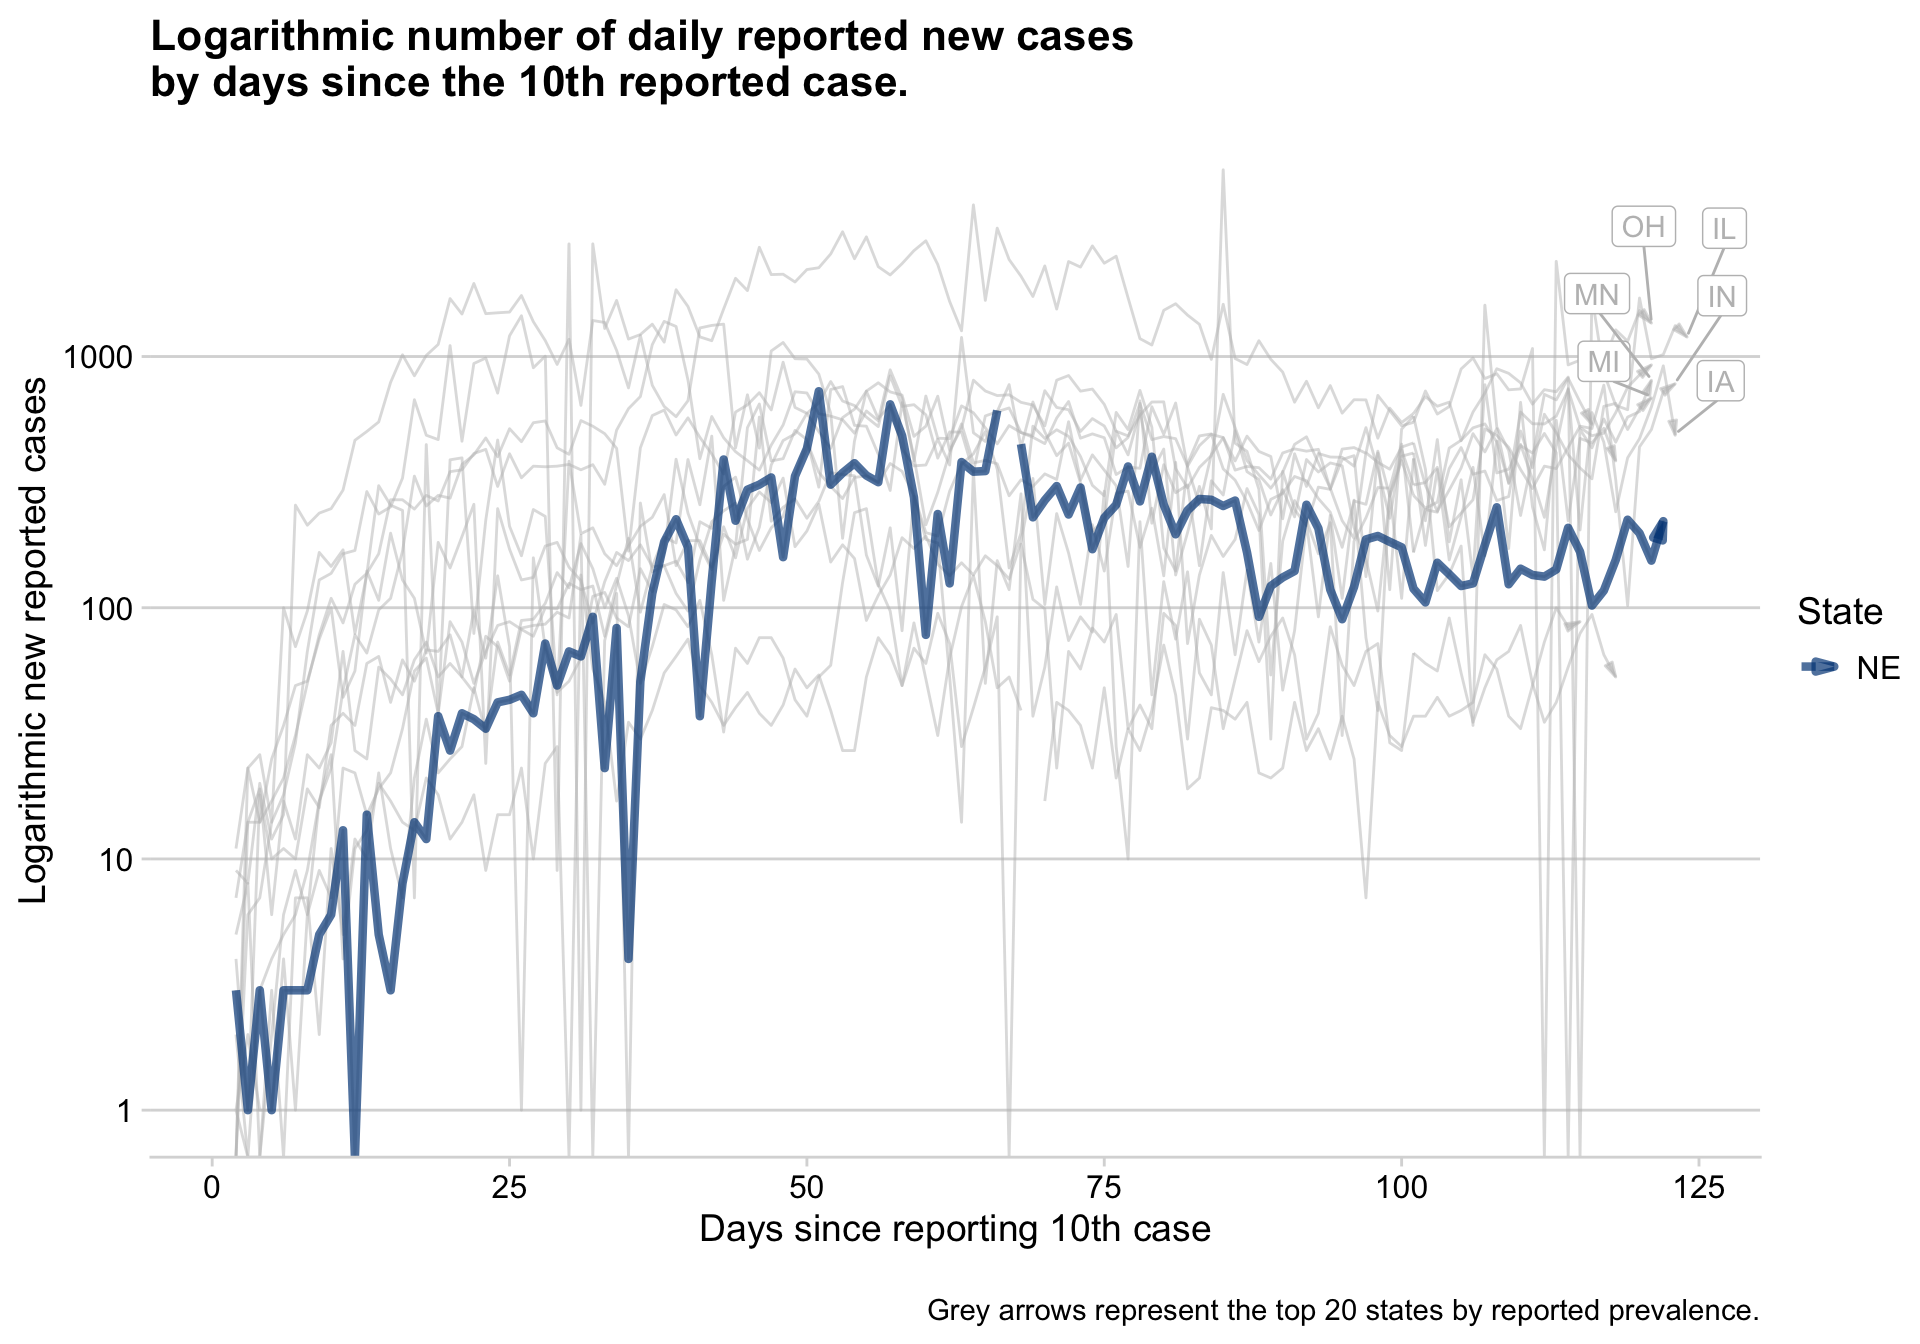 Logarithmic number of daily reported new cases
by days since the 10th reported case.
Logarithmic new reported cases
1000
100
10
1
OH
IL
MN
IN
MI
IA
State
NE
0
25
50
75
100
125
Days since reporting 10th case
Grey arrows represent the top 20 states by reported prevalence.